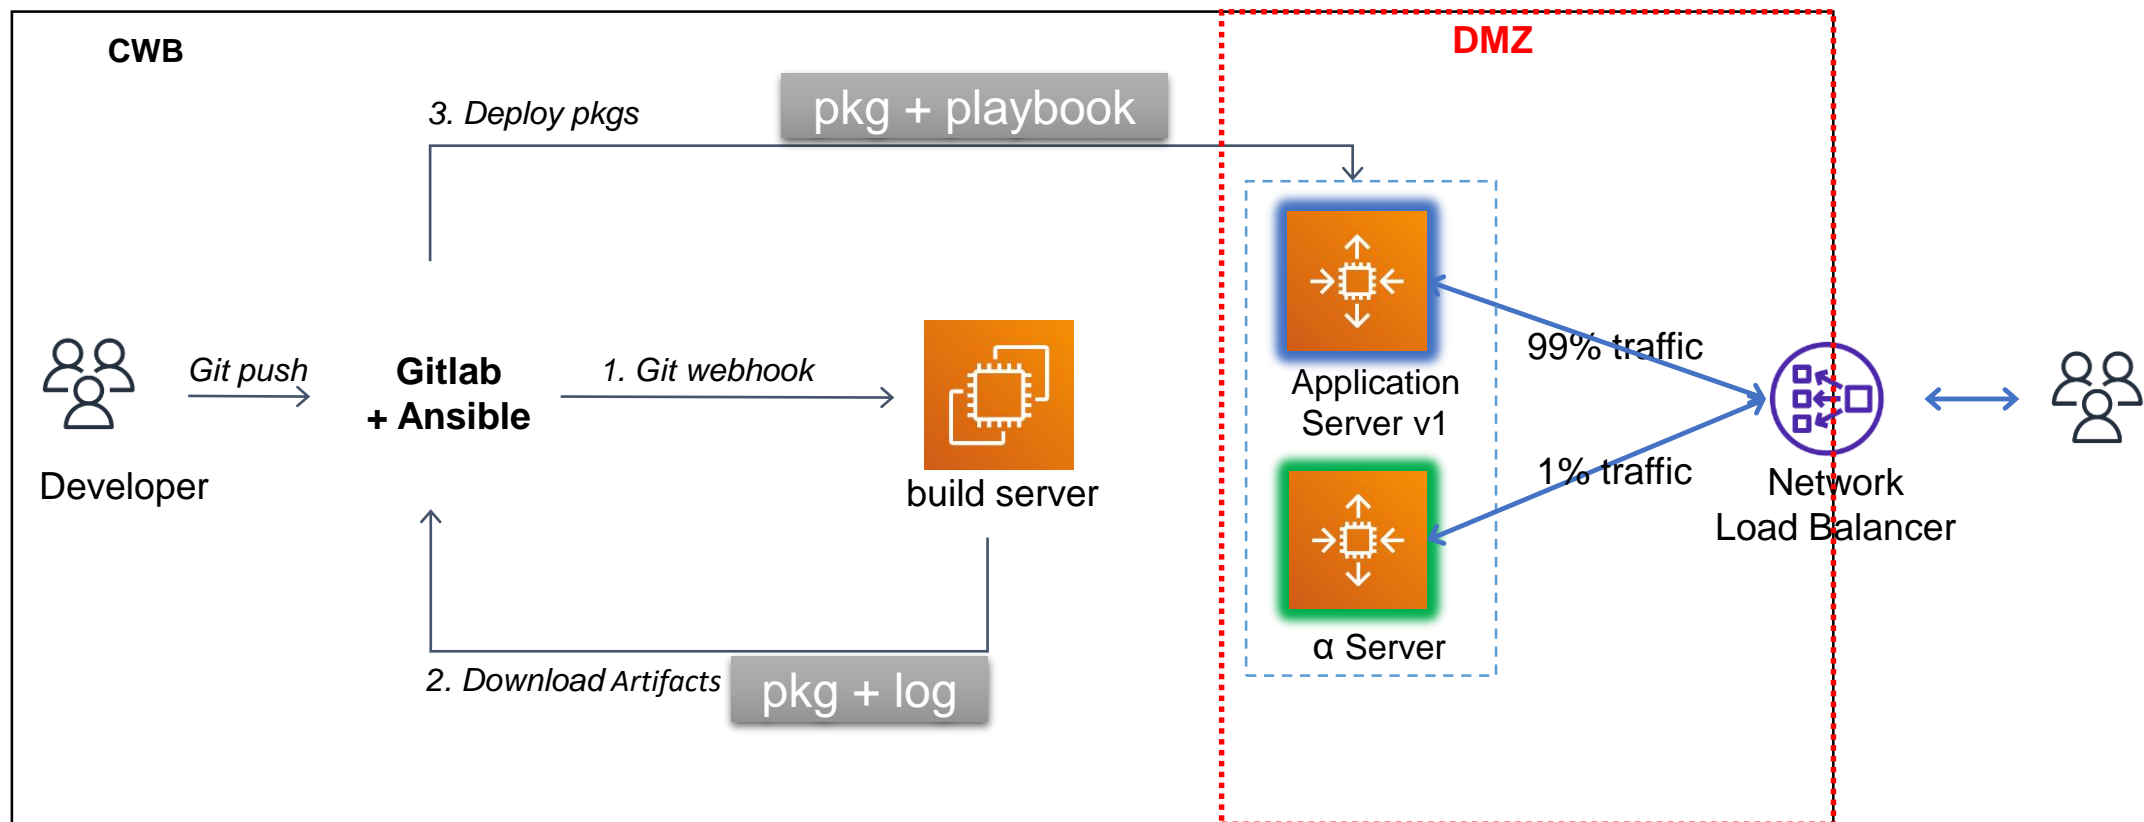 CWB
DMZ
3. Deploy pkgs
pkg + playbook
Git push
Gitlab
+ Ansible
1. Git webhook
Developer
build server
Application
Server v1
99% traffic
1% traffic
Network
Load Balancer
α Server
2. Download Artifacts
pkg + log